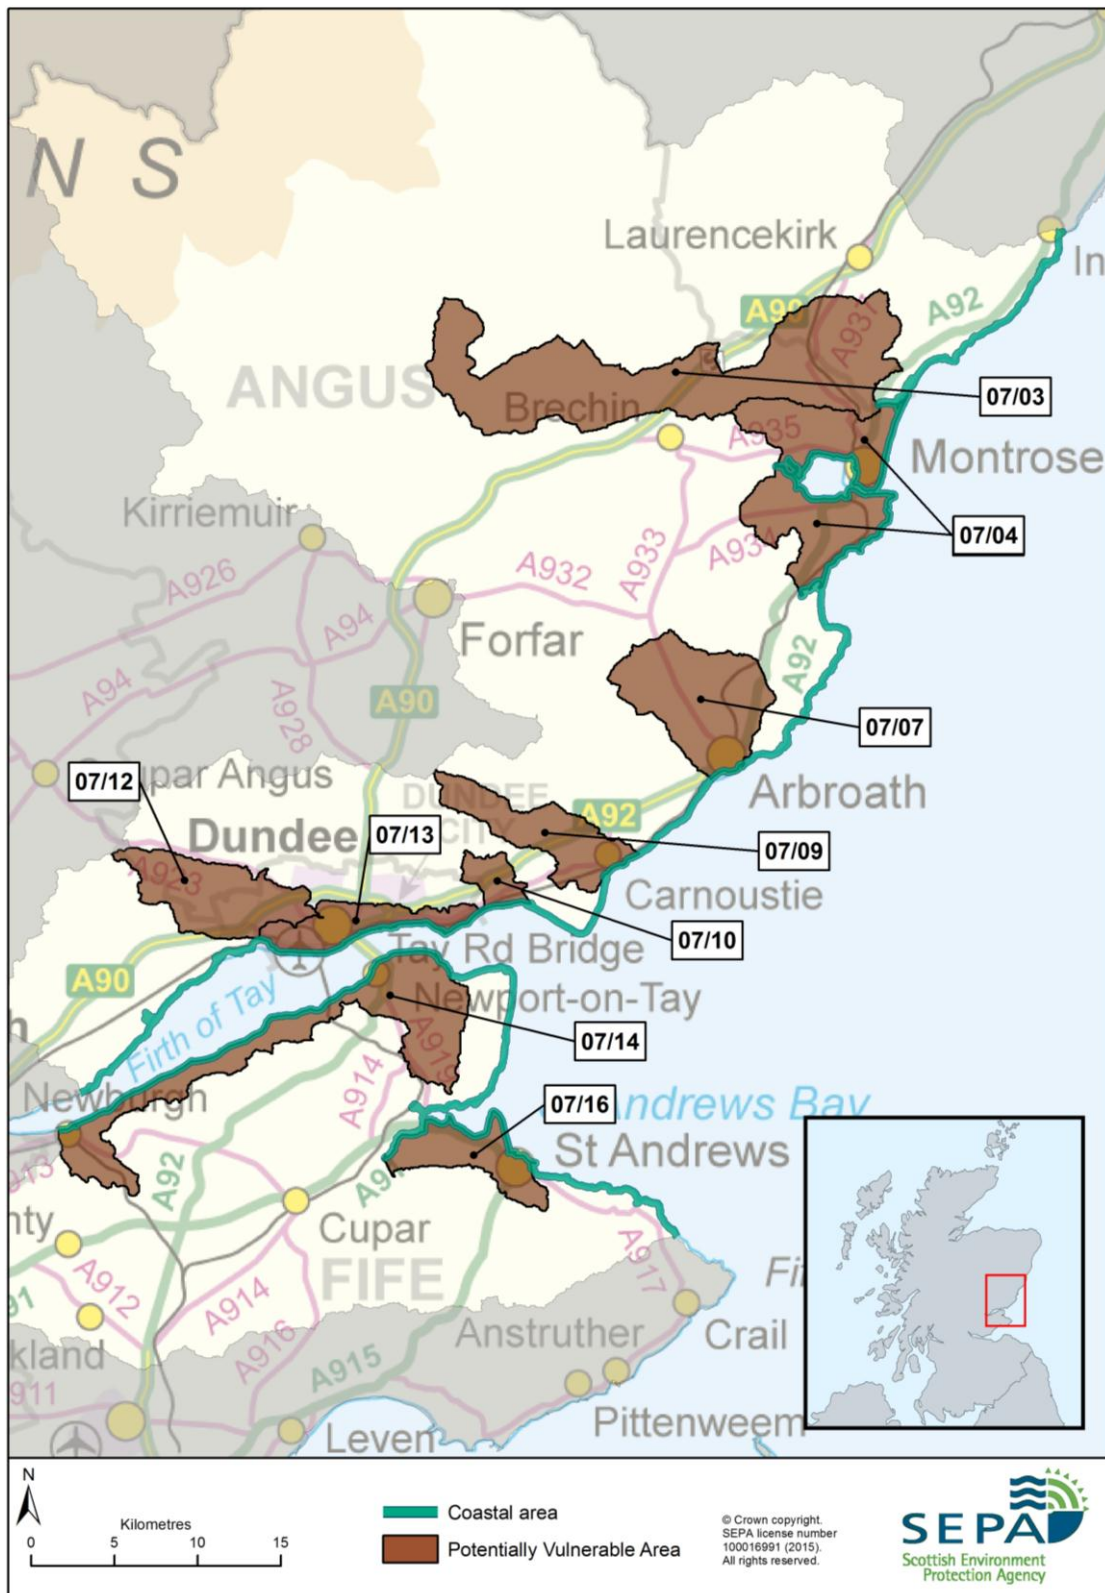 N S
Laurencekirk
In
A92
A90
A937
ANGUS
07/03
Brechin
A935
Montrose
Kirriemuir
07/04
A934
A933
A932
A926
A94
Forfar
A92
A94
A928
A90
07/07
07/12
upar Angus
DUNDEE
CITY
Arbroath
A92
Dundee
07/13
07/09
A923
Carnoustie
07/10
Tay Rd Bridge
A90
Newport-on-Tay
Firth of Tay
07/14
A919
A914
Newburgh
07/16
Andrews Bay
St Andrews
A92
A91
A913
nty
Cupar
FIFE
A917
A912
A914
91
Fi
Anstruther
Crail
A916
A915
kland
911
Pittenweem
Leven
N
Kilometres
0 5 10 15
Coastal area
Potentially Vulnerable Area
© Crown copyright.
SEPA license number
100016991 (2015).
All rights reserved.
SEPA
Scottish Environment
Protection Agency